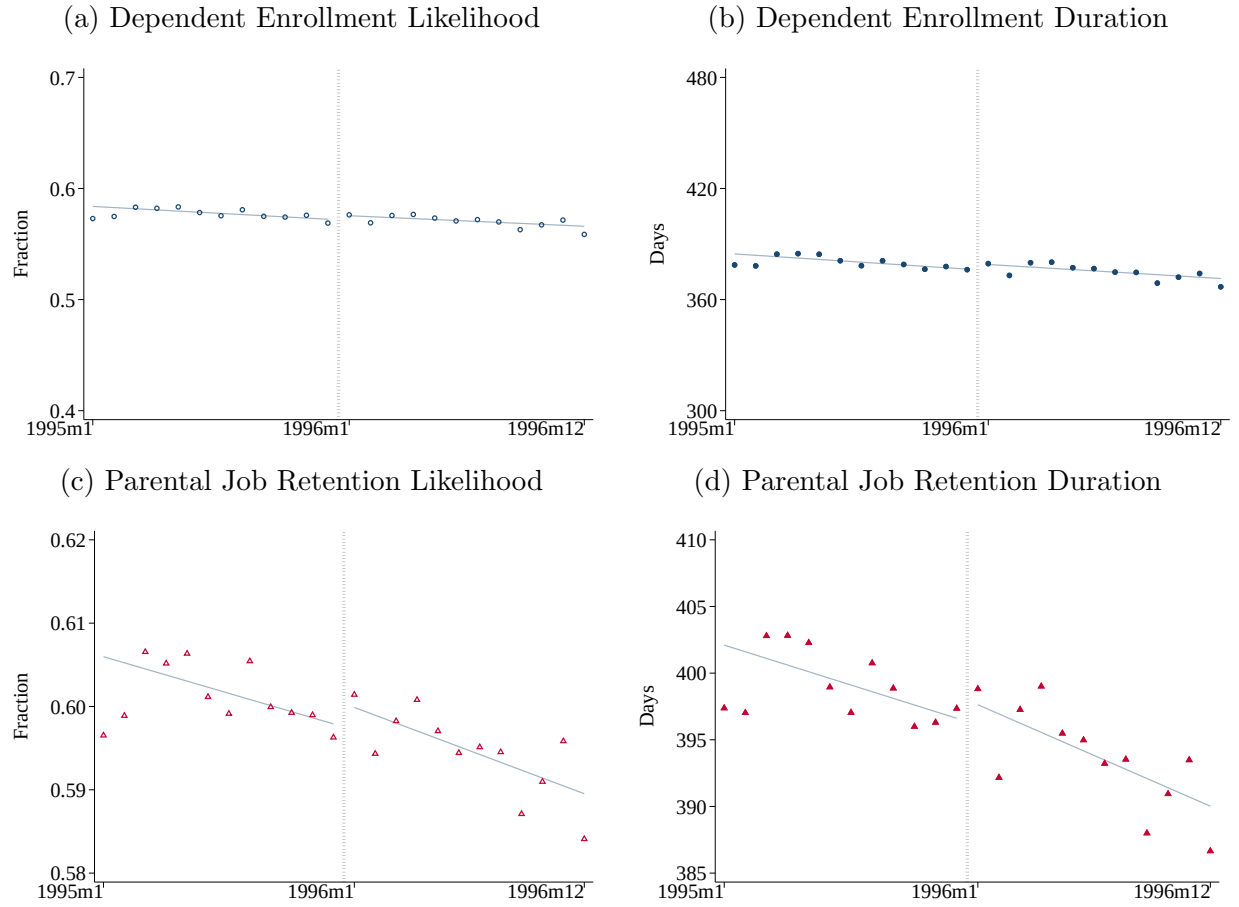 (a) Dependent Enrollment Likelihood
0.7
0.6
0.5
0.4
Fraction
1995m1 1996m1 1996m12
(b) Dependent Enrollment Duration
480
420
360
300
Days
1995m1 1996m1 1996m12
(c) Parental Job Retention Likelihood
0.62
0.61
0.60
0.59
0.58
Fraction
1995m1 1996m1 1996m12
(d) Parental Job Retention Duration
410
405
400
395
390
385
Days
1995m1 1996m1 1996m12